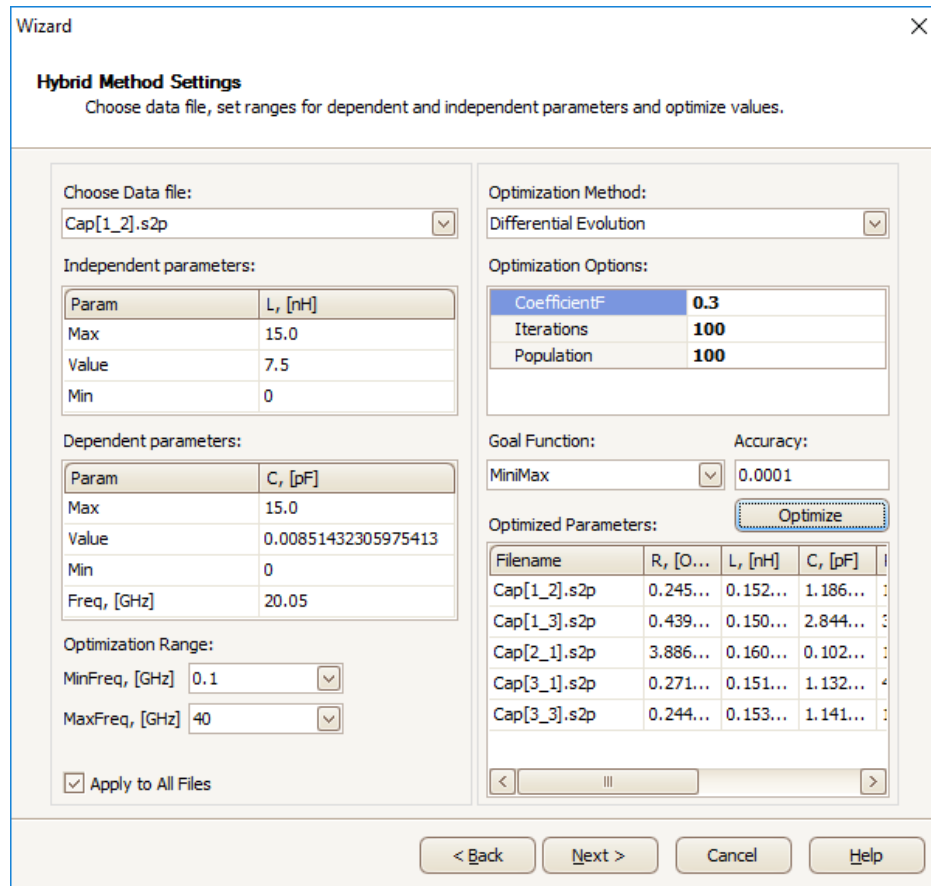 Wizard
Hybrid Method Settings
Choose data file, set ranges for dependent and independent parameters and optimize values.
Choose Data file:
Cap[1_2].s2p
Independent parameters:
Param L, [nH]
Max 15.0
Value 7.5
Min 0
Dependent parameters:
Param C, [pF]
Max 15.0
Value 0.00851432305975413
Min 0
Freq, [GHz] 20.05
Optimization Range:
MinFreq, [GHz] 0.1
MaxFreq, [GHz] 40
Apply to All Files
Optimization Method:
Differential Evolution
Optimization Options:
CoefficientF 0.3
Iterations 100
Population 100
Goal Function: Accuracy:
MiniMax 0.0001
Optimize
Optimized Parameters:
Filename R, [O... L, [nH] C, [pF]
Cap[1_2].s2p 0.245... 0.152... 1.186...
Cap[1_3].s2p 0.439... 0.150... 2.844...
Cap[2_1].s2p 3.886... 0.160... 0.102...
Cap[3_1].s2p 0.271... 0.151... 1.132...
Cap[3_3].s2p 0.244... 0.153... 1.141...
< Back Next > Cancel Help